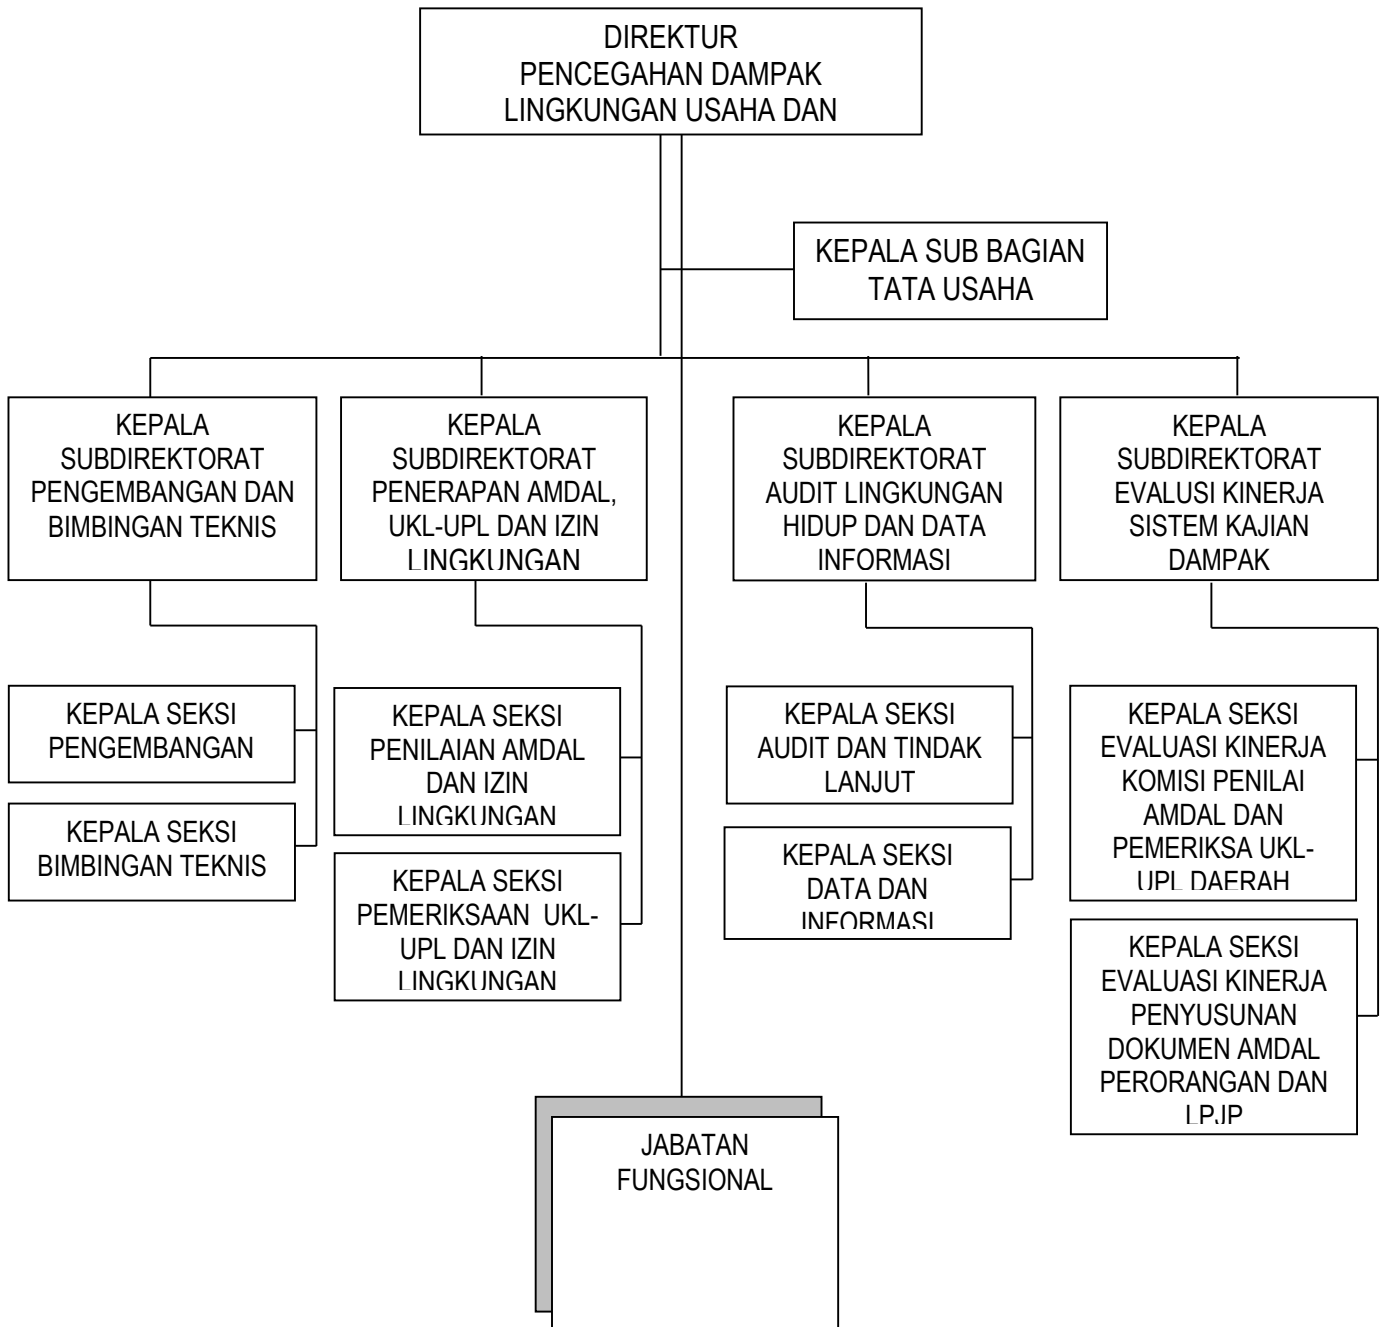 DIREKTUR
PENCEGAHAN DAMPAK
LINGKUNGAN USAHA DAN
KEPALA SUB BAGIAN
TATA USAHA
KEPALA
SUBDIREKTORAT
PENGEMBANGAN DAN
BIMBINGAN TEKNIS
KEPALA
SUBDIREKTORAT
PENERAPAN AMDAL,
UKL-UPL DAN IZIN
LINGKUNGAN
KEPALA
SUBDIREKTORAT
AUDIT LINGKUNGAN
HIDUP DAN DATA
INFORMASI
KEPALA
SUBDIREKTORAT
EVALUSI KINERJA
SISTEM KAJIAN
DAMPAK
KEPALA SEKSI
PENGEMBANGAN
KEPALA SEKSI
BIMBINGAN TEKNIS
KEPALA SEKSI
PENILAIAN AMDAL
DAN IZIN
LINGKUNGAN
KEPALA SEKSI
PEMERIKSAAN  UKL-
UPL DAN IZIN
LINGKUNGAN
KEPALA SEKSI
AUDIT DAN TINDAK
LANJUT
KEPALA SEKSI
DATA DAN
INFORMASI
KEPALA SEKSI
EVALUASI KINERJA
KOMISI PENILAI
AMDAL DAN
PEMERIKSA UKL-
UPL DAERAH
KEPALA SEKSI
EVALUASI KINERJA
PENYUSUNAN
DOKUMEN AMDAL
PERORANGAN DAN
LPJP
JABATAN
FUNGSIONAL